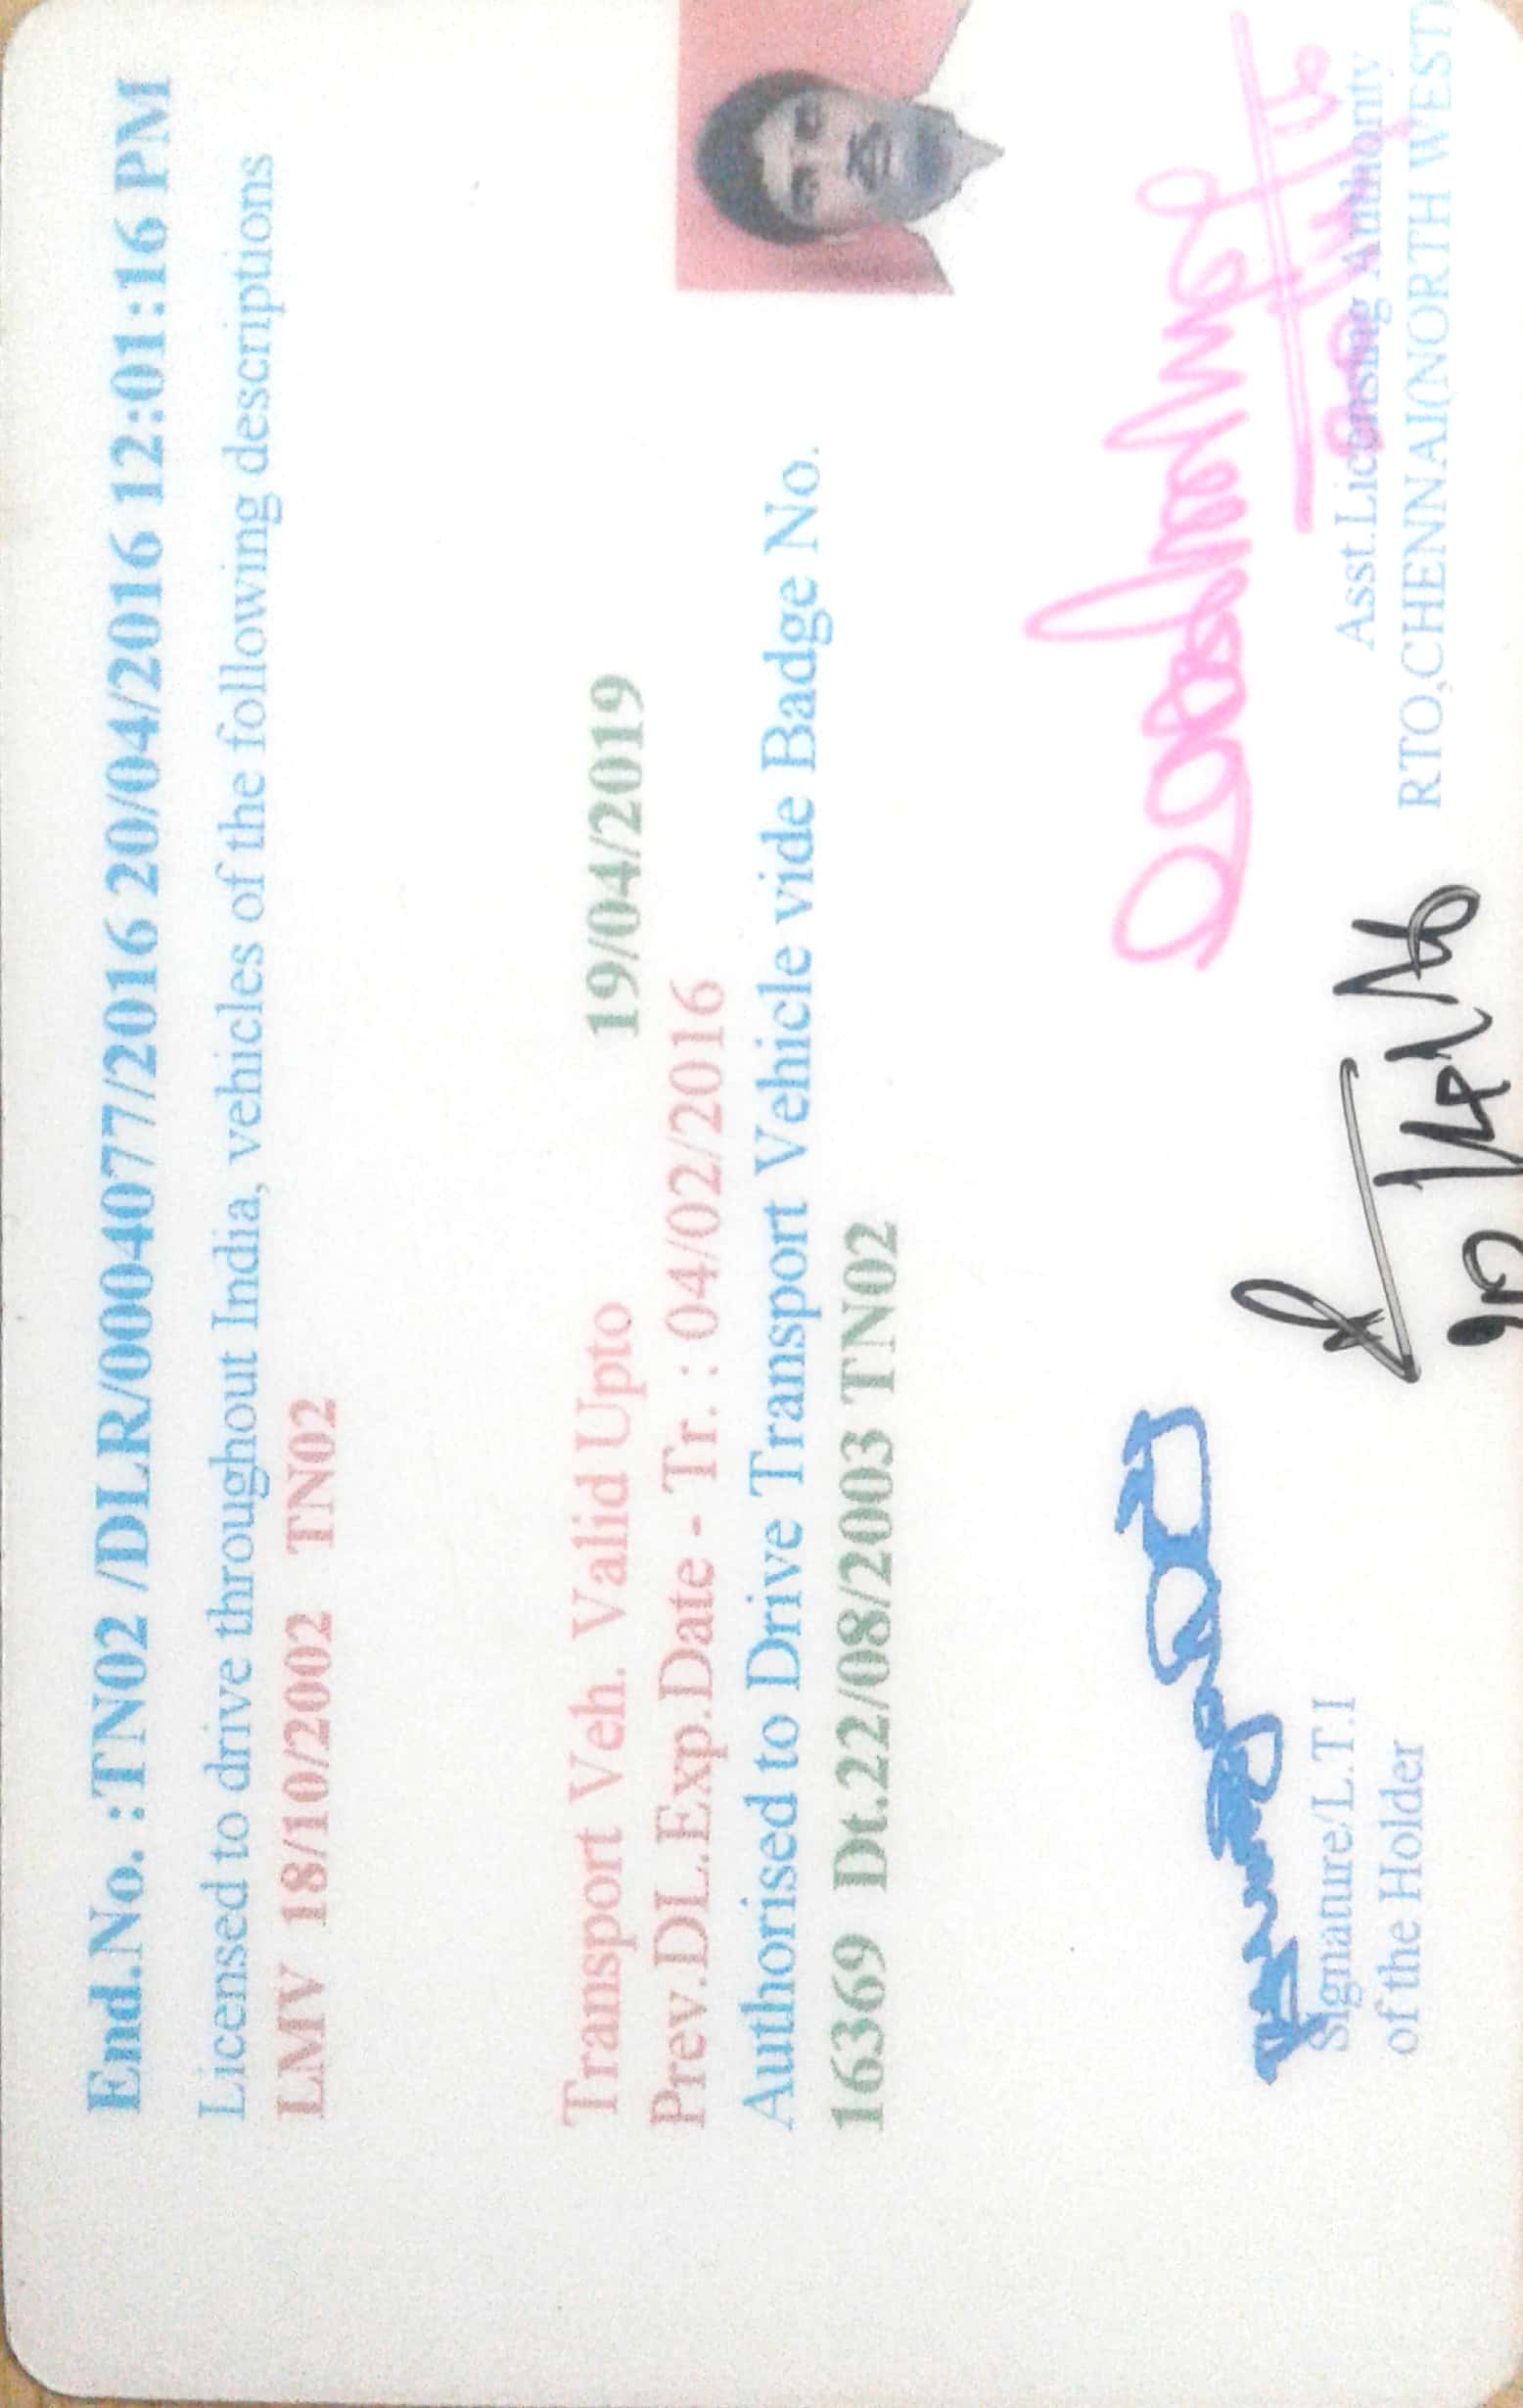 End.No. :TN02 /DLR/0004077/2016 20/04/2016 12:01:16 PM
Licensed to drive throughout India, vehicles of the following descriptions
LMV 18/10/2002 TN02
Transport Veh. Valid Upto 19/04/2019
Prev.DL.Exp.Date - Tr. : 04/02/2016
Authorised to Drive Transport Vehicle vide Badge No.
16369 Dt.22/08/2003 TN02
Signature/L.T.I
of the Holder
Asst.Licensing Authority
RTO,CHENNAI(NORTH WEST)